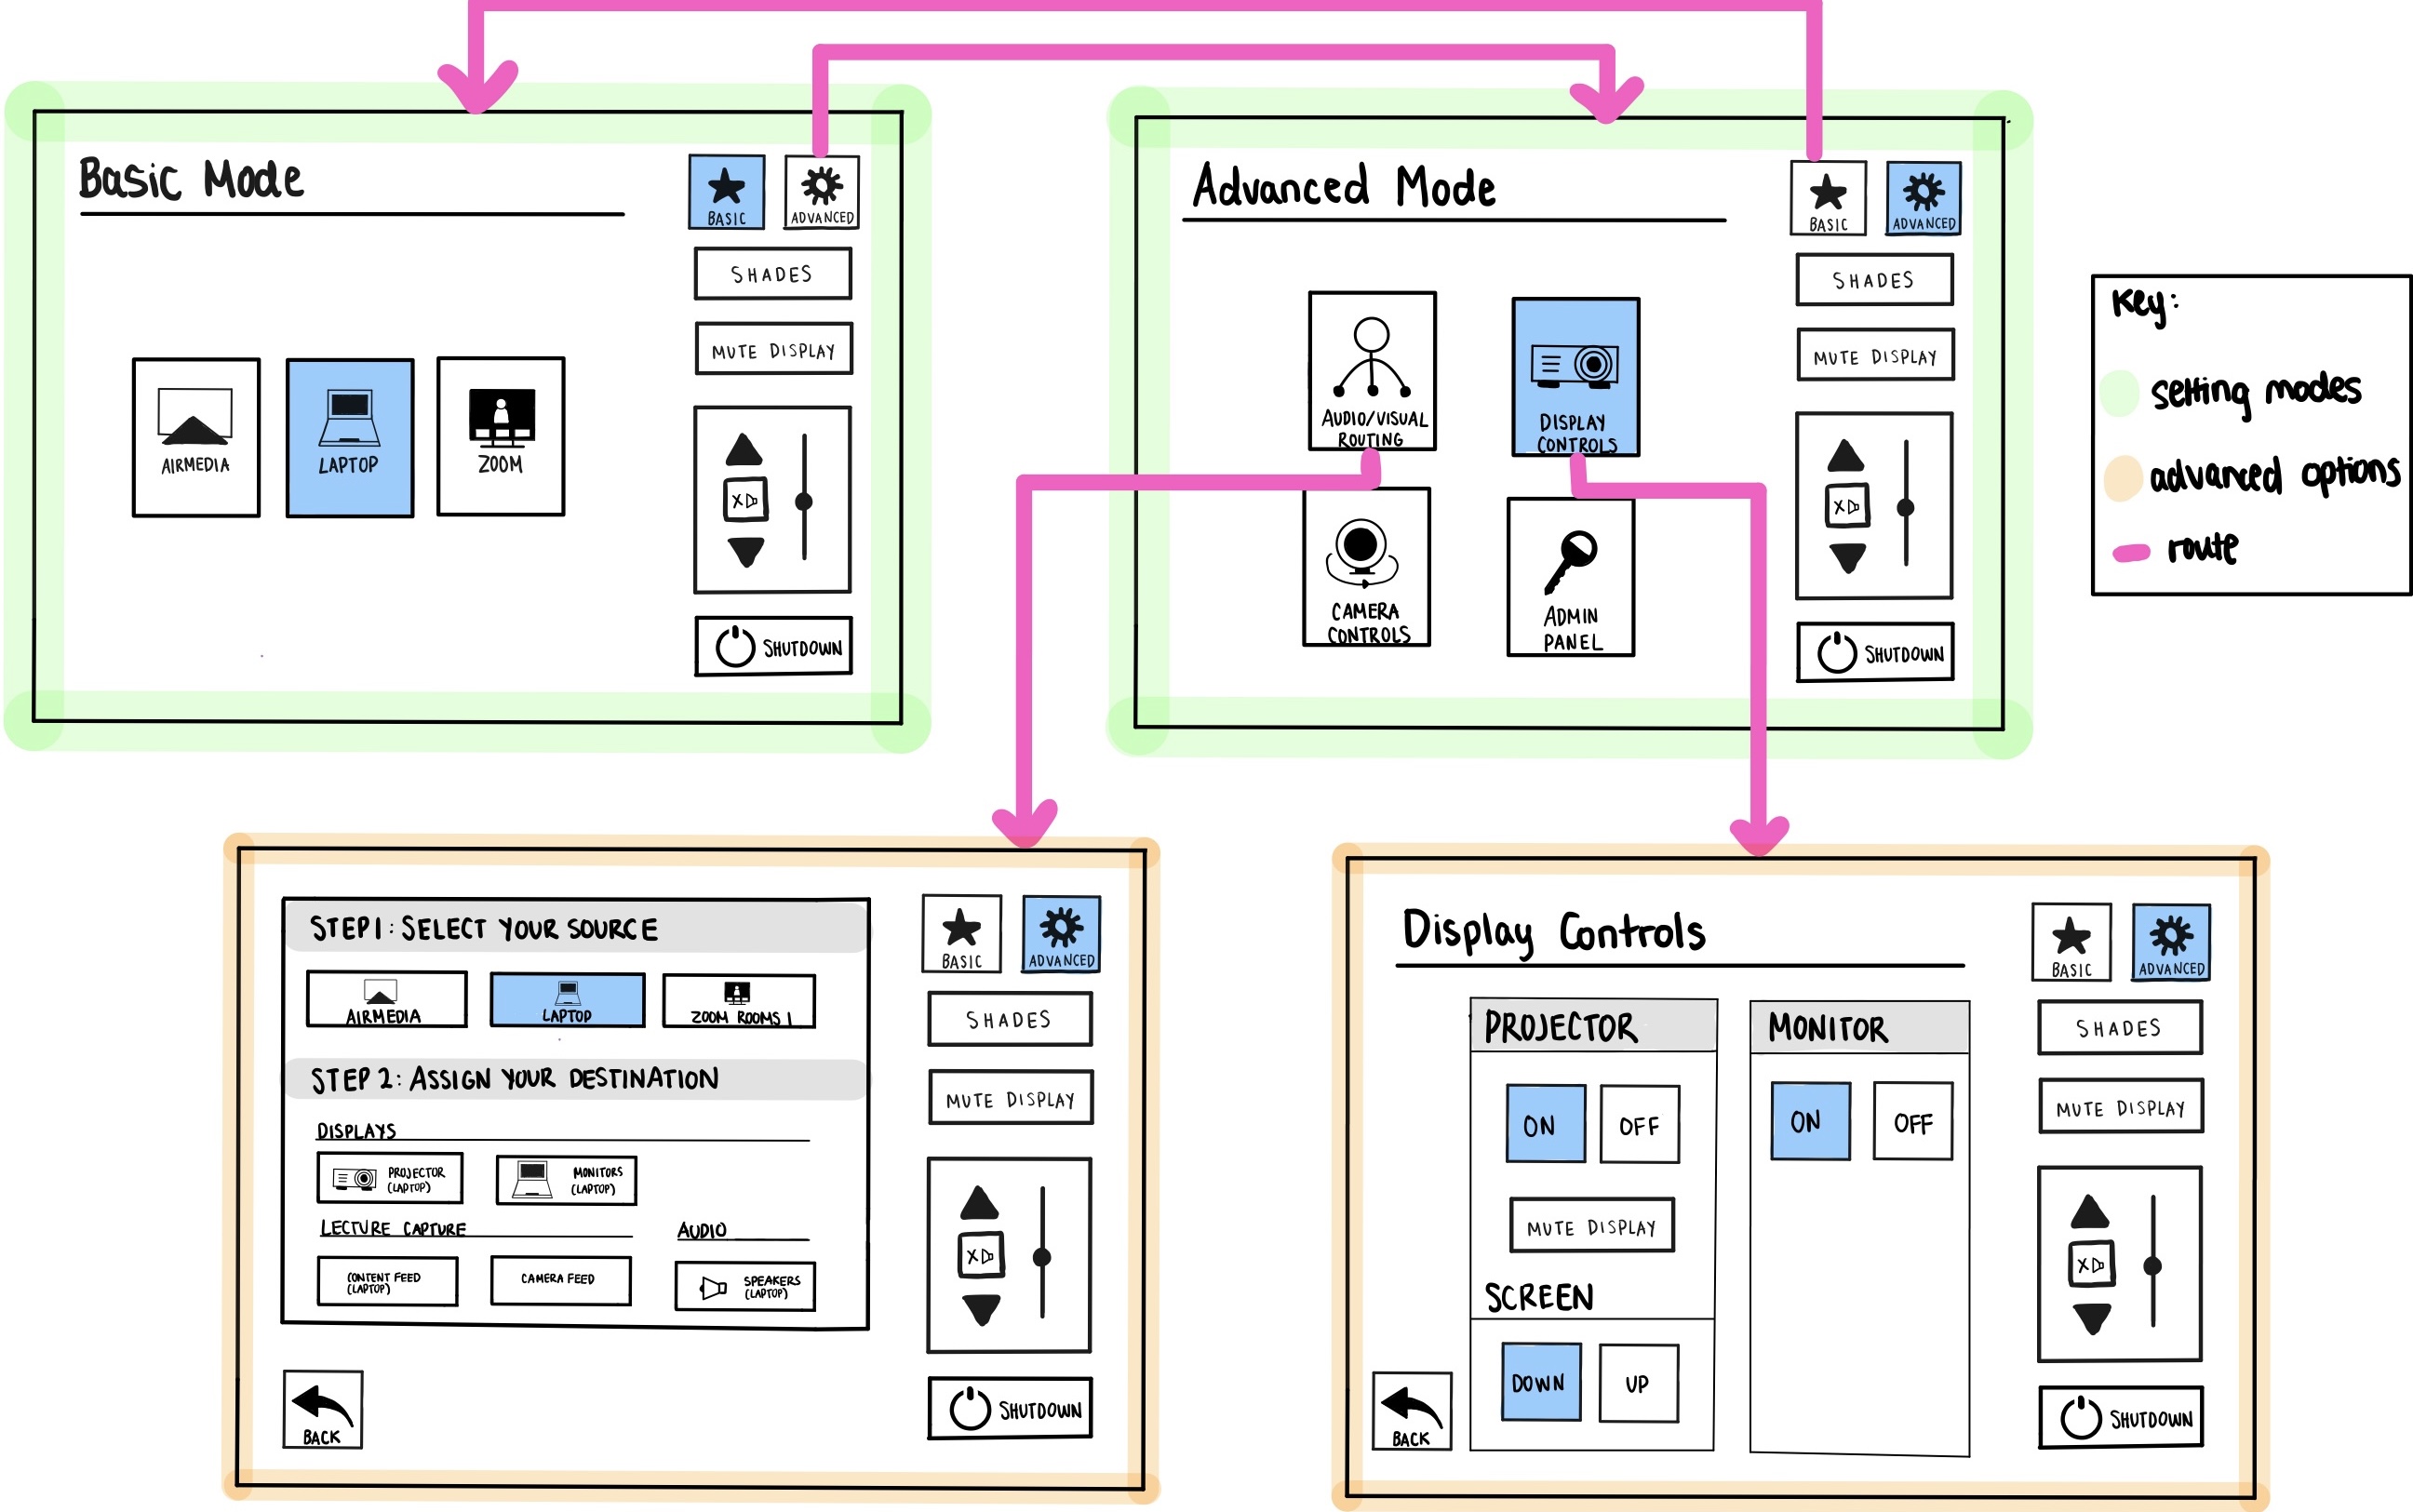 Basic Mode
BASIC
ADVANCED
SHADES
MUTE DISPLAY
AIRMEDIA
LAPTOP
ZOOM
X
SHUTDOWN
Advanced Mode
BASIC
ADVANCED
SHADES
AUDIO/VISUAL
ROUTING
DISPLAY
CONTROLS
MUTE DISPLAY
CAMERA
CONTROLS
ADMIN
PANEL
X
SHUTDOWN
Key:
setting modes
advanced options
route
STEP 1: SELECT YOUR SOURCE
AIRMEDIA
LAPTOP
ZOOM ROOMS 1
STEP 2: ASSIGN YOUR DESTINATION
DISPLAYS
PROJECTOR
(LAPTOP)
MONITORS
(LAPTOP)
LECTURE CAPTURE
AUDIO
CONTENT FEED
(LAPTOP)
CAMERA FEED
SPEAKERS
(LAPTOP)
BACK
BASIC
ADVANCED
SHADES
MUTE DISPLAY
X
SHUTDOWN
Display Controls
PROJECTOR
ON
OFF
MUTE DISPLAY
SCREEN
DOWN
UP
MONITOR
ON
OFF
BACK
BASIC
ADVANCED
SHADES
MUTE DISPLAY
X
SHUTDOWN